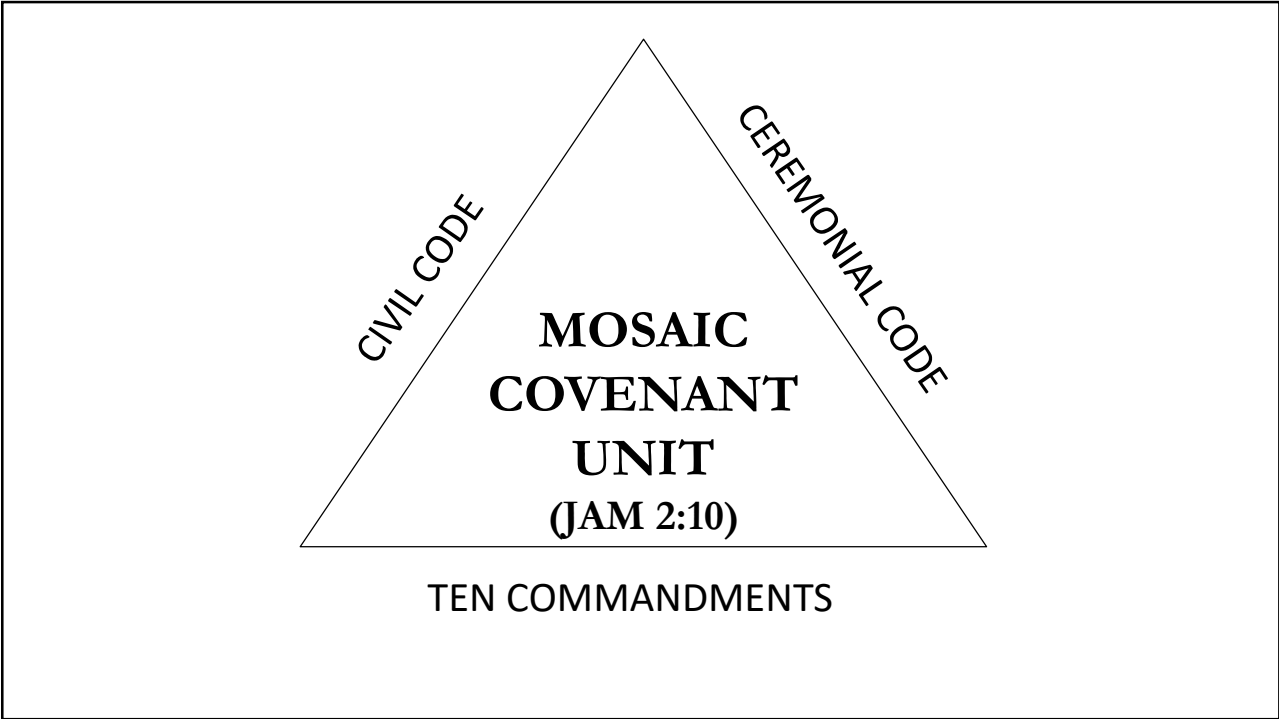 CIVIL CODE
CEREMONIAL CODE
MOSAIC
COVENANT
UNIT
(JAM 2:10)
TEN COMMANDMENTS